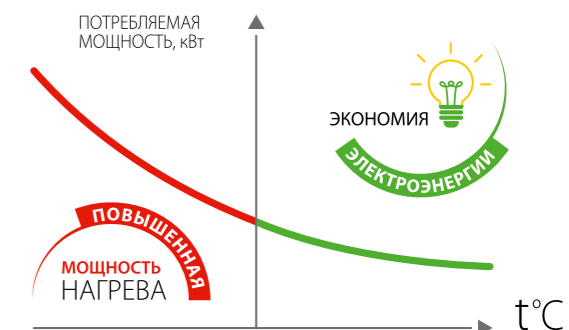 ПОТРЕБЛЯЕМАЯ
МОЩНОСТЬ, кВт
ЭКОНОМИЯ
ЭЛЕКТРОЭНЕРГИИ
ПОВЫШЕННАЯ
МОЩНОСТЬ
НАГРЕВА
t°C